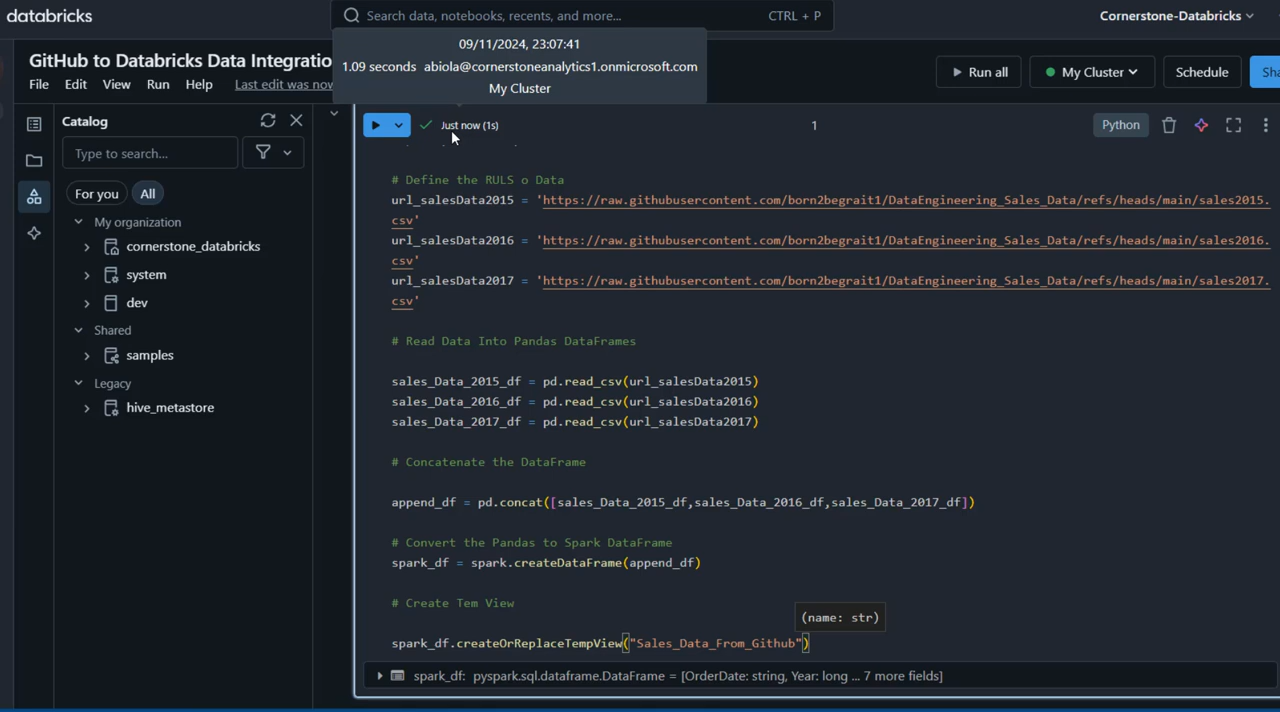 databricks
Search data, notebooks, recents, and more...
CTRL + P
Cornerstone-Databricks
09/11/2024, 23:07:41
1.09 seconds abiola@cornerstoneanalytics1.onmicrosoft.com
My Cluster
GitHub to Databricks Data Integratio
File Edit View Run Help Last edit was now
Run all
My Cluster
Schedule
Sha
Catalog
Type to search...
For you
All
My organization
cornerstone_databricks
system
dev
Shared
samples
Legacy
hive_metastore
Just now (1s)
1
Python
# Define the RULS o Data
url_salesData2015 = 'https://raw.githubusercontent.com/born2begrait1/DataEngineering_Sales_Data/refs/heads/main/sales2015.
csv'
url_salesData2016 = 'https://raw.githubusercontent.com/born2begrait1/DataEngineering_Sales_Data/refs/heads/main/sales2016.
csv'
url_salesData2017 = 'https://raw.githubusercontent.com/born2begrait1/DataEngineering_Sales_Data/refs/heads/main/sales2017.
csv'
# Read Data Into Pandas DataFrames
sales_Data_2015_df = pd.read_csv(url_salesData2015)
sales_Data_2016_df = pd.read_csv(url_salesData2016)
sales_Data_2017_df = pd.read_csv(url_salesData2017)
# Concatenate the DataFrame
append_df = pd.concat([sales_Data_2015_df,sales_Data_2016_df,sales_Data_2017_df])
# Convert the Pandas to Spark DataFrame
spark_df = spark.createDataFrame(append_df)
# Create Tem View
(name: str)
spark_df.createOrReplaceTempView("Sales_Data_From_Github")
spark_df: pyspark.sql.dataframe.DataFrame = [OrderDate: string, Year: long ... 7 more fields]